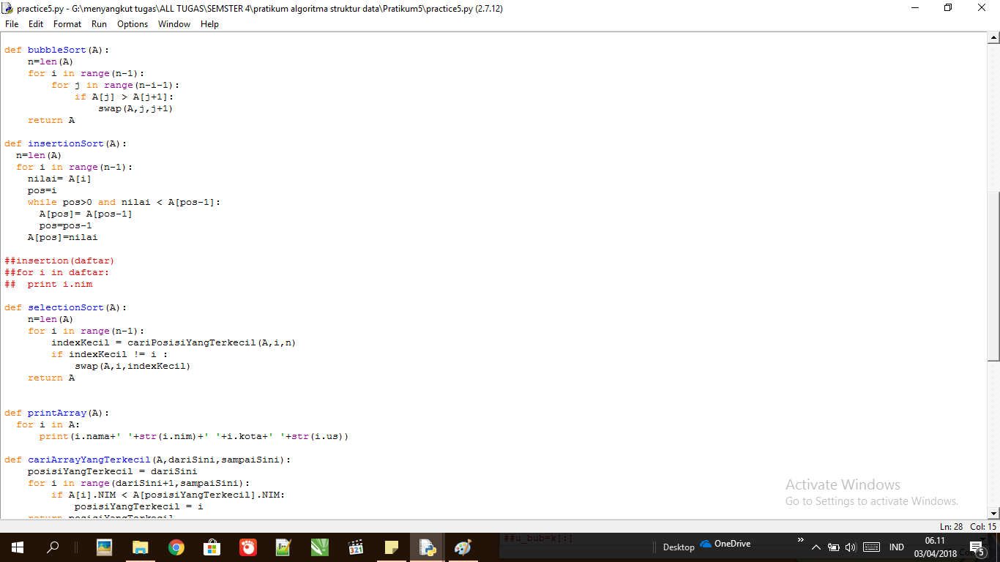 practice5.py - G:\menyangkut tugas\ALL TUGAS\SEMSTER 4\pratikum algoritma struktur data\Pratikum5\practice5.py (2.7.12)
File Edit Format Run Options Window Help
def bubbleSort(A):
    n=len(A)
    for i in range(n-1):
        for j in range(n-i-1):
            if A[j] > A[j+1]:
                swap(A,j,j+1)
    return A
def insertionSort(A):
  n=len(A)
  for i in range(n-1):
    nilai= A[i]
    pos=i
    while pos>0 and nilai < A[pos-1]:
      A[pos]= A[pos-1]
      pos=pos-1
    A[pos]=nilai
##insertion(daftar)
##for i in daftar:
##  print i.nim
def selectionSort(A):
    n=len(A)
    for i in range(n-1):
        indexKecil = cariPosisiYangTerkecil(A,i,n)
        if indexKecil != i :
            swap(A,i,indexKecil)
    return A
def printArray(A):
  for i in A:
      print(i.nama+' '+str(i.nim)+' '+i.kota+' '+str(i.us))
def cariArrayYangTerkecil(A,dariSini,sampaiSini):
    posisiYangTerkecil = dariSini
    for i in range(dariSini+1,sampaiSini):
        if A[i].NIM < A[posisiYangTerkecil].NIM:
            posisiYangTerkecil = i
    return posisiYangTerkecil
Activate Windows
Go to Settings to activate Windows.
Ln: 28 Col: 15
##u_bub=k[:]
321
Desktop
OneDrive
IND
06.11
03/04/2018
5